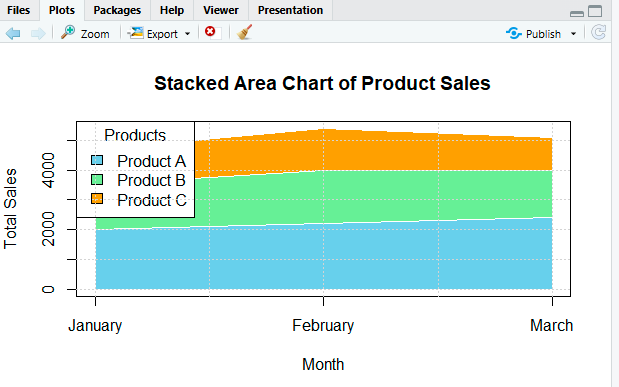 Files Plots Packages Help Viewer Presentation
Zoom Export Publish
Stacked Area Chart of Product Sales
Products
Product A
Product B
Product C
Total Sales
4000
2000
0
January February March
Month